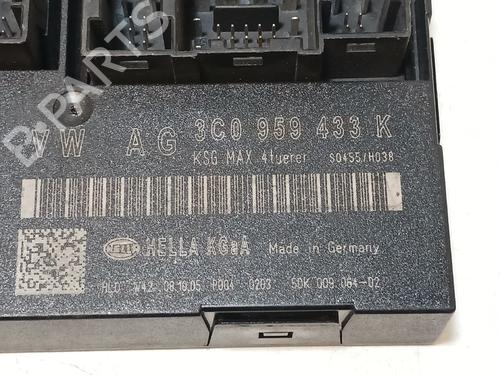 VW AG 3C0 959 433 K
KSG MAX 4tuerer S0455/H038
HELLA HELLA KGaA Made in Germany
HLO W42 08.10.05 P004 0203 5DK 009 064-02
B-PARTS